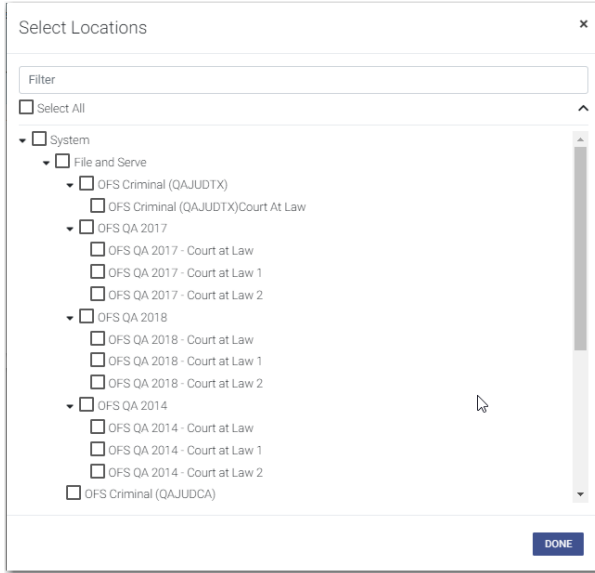 Select Locations
Filter
Select All
System
File and Serve
OFS Criminal (QAJUDTX)
OFS Criminal (QAJUDTX)Court At Law
OFS QA 2017
OFS QA 2017 - Court at Law
OFS QA 2017 - Court at Law 1
OFS QA 2017 - Court at Law 2
OFS QA 2018
OFS QA 2018 - Court at Law
OFS QA 2018 - Court at Law 1
OFS QA 2018 - Court at Law 2
OFS QA 2014
OFS QA 2014 - Court at Law
OFS QA 2014 - Court at Law 1
OFS QA 2014 - Court at Law 2
OFS Criminal (QAJUDCA)
DONE